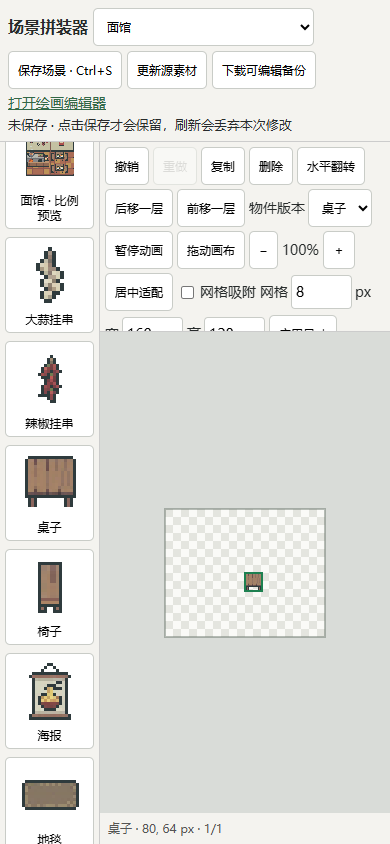 场景拼装器 面馆
保存场景 · Ctrl+S 更新源素材 下载可编辑备份
打开绘画编辑器
未保存 · 点击保存才会保留，刷新会丢弃本次修改
面馆 · 比例
预览
大蒜挂串
辣椒挂串
桌子
椅子
海报
地毯
撤销 重做 复制 删除 水平翻转
后移一层 前移一层 物件版本 桌子
暂停动画 拖动画布 − 100% +
居中适配 网格吸附 网格 8 px
桌子 · 80, 64 px · 1/1